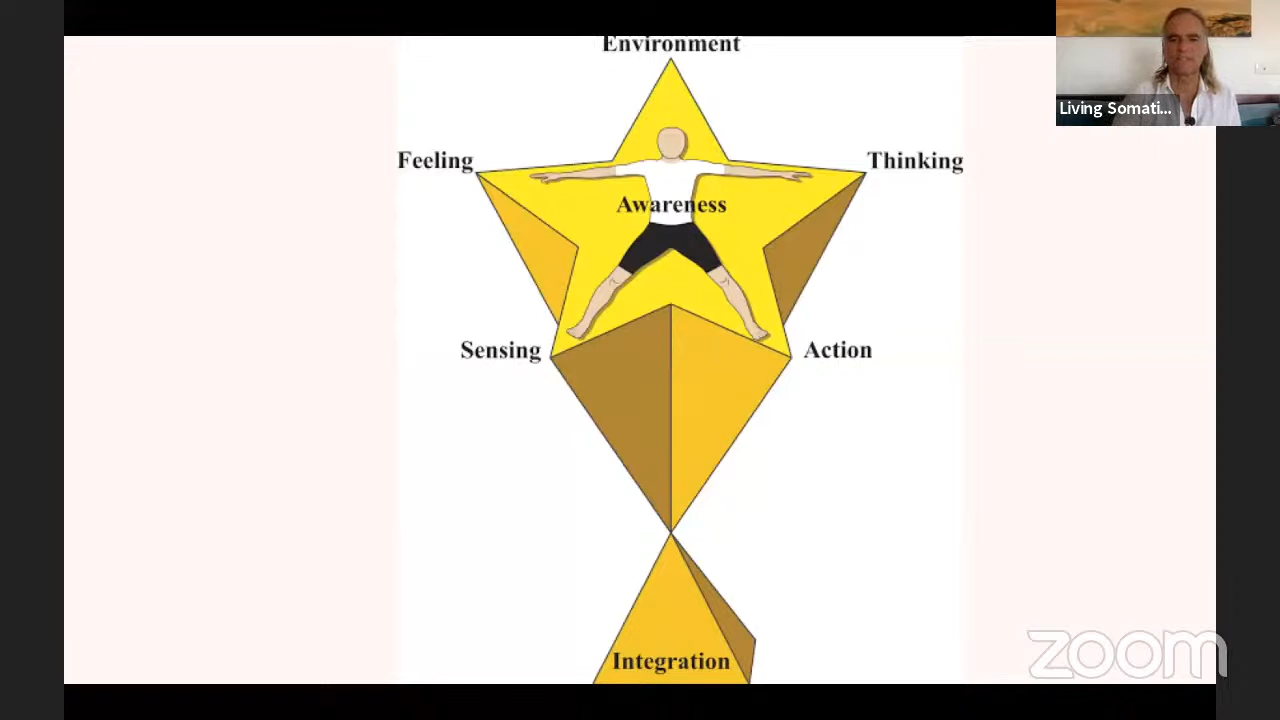 Environment
Living Somati...
Feeling
Thinking
Awareness
Sensing
Action
Integration
zoom